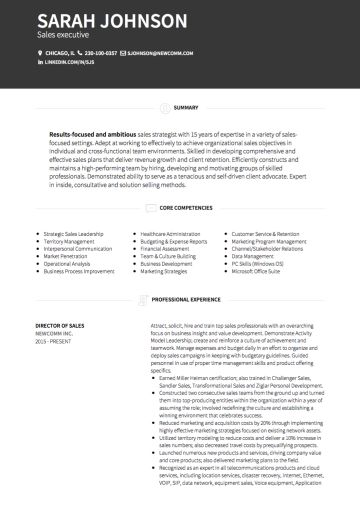 SARAH JOHNSON
Sales executive
CHICAGO, IL 230-100-0357 SJOHNSON@NEWCOMM.COM
LINKEDIN.COM/IN/SJS
SUMMARY
Results-focused and ambitious sales strategist with 15 years of expertise in a variety of sales-
focused settings. Adept at working to effectively to achieve organizational sales objectives in
individual and cross-functional team environments. Skilled in developing comprehensive and
effective sales plans that deliver revenue growth and client retention. Efficiently constructs and
maintains a high-performing team by hiring, developing and motivating groups of skilled
professionals. Demonstrated ability to serve as a tenacious and self-driven client advocate. Expert
in inside, consultative and solution selling methods.
CORE COMPETENCIES
• Strategic Sales Leadership • Healthcare Administration • Customer Service & Retention
• Territory Management • Budgeting & Expense Reports • Marketing Program Management
• Interpersonal Communication • Financial Assessment • Channel/Stakeholder Relations
• Market Penetration • Team & Culture Building • Data Management
• Operational Analysis • Business Development • PC Skills (Windows OS)
• Business Process Improvement • Marketing Strategies • Microsoft Office Suite
PROFESSIONAL EXPERIENCE
DIRECTOR OF SALES
NEWCOMM INC.
2015 - PRESENT
Attract, solicit, hire and train top sales professionals with an overarching
focus on business insight and value development. Demonstrate Activity
Model Leadership; create and reinforce a culture of achievement and
teamwork. Manage expenses and budget daily in an effort to organize and
deploy sales campaigns in keeping with budgetary guidelines. Guided
personnel in use of proper time management skills and product offering
specifics.
• Earned Miller Heiman certification; also trained in Challenger Sales,
Sandler Sales, Transformational Sales and Ziglar Personal Development.
• Constructed two consecutive sales teams from the ground up and turned
them into top-producing entities within the organization within a year of
assuming the role; involved redefining the culture and establishing a
winning environment that celebrates success.
• Reduced marketing and acquisition costs by 20% through implementing
highly effective marketing strategies focused on existing network assets.
• Utilized territory modeling to reduce costs and deliver a 12% increase in
sales numbers; also decreased travel costs by prequalifying prospects.
• Launched numerous new products and services, driving company value
and core product lines; effectively brought company and services from
planning and delivered marketing plans to the field.
• Recognized as an expert in all telecommunications products and cloud
services, including location services, disaster recovery, Internet, Ethernet,
VOIP, SIP, data network equipment, sales, Voice equipment, Application